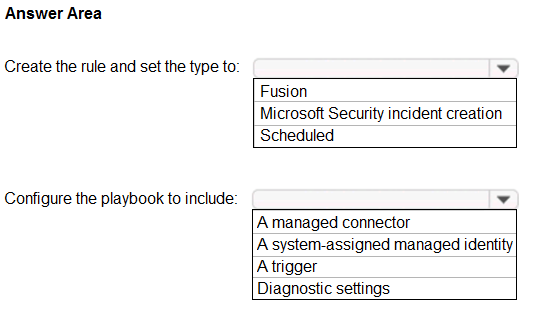 Answer Area
Create the rule and set the type to:
Fusion
Microsoft Security incident creation
Scheduled
Configure the playbook to include:
A managed connector
A system-assigned managed identity
A trigger
Diagnostic settings